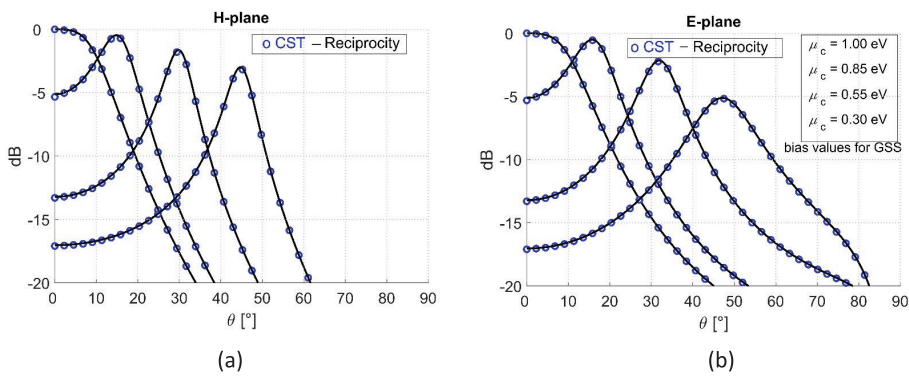 H-plane
o CST – Reciprocity
0
-5
-10
-15
-20
dB
0 10 20 30 40 50 60 70 80 90
θ [°]
(a)
E-plane
o CST – Reciprocity
μc = 1.00 eV
μc = 0.85 eV
μc = 0.55 eV
μc = 0.30 eV
bias values for GSS
0
-5
-10
-15
-20
dB
0 10 20 30 40 50 60 70 80 90
θ [°]
(b)